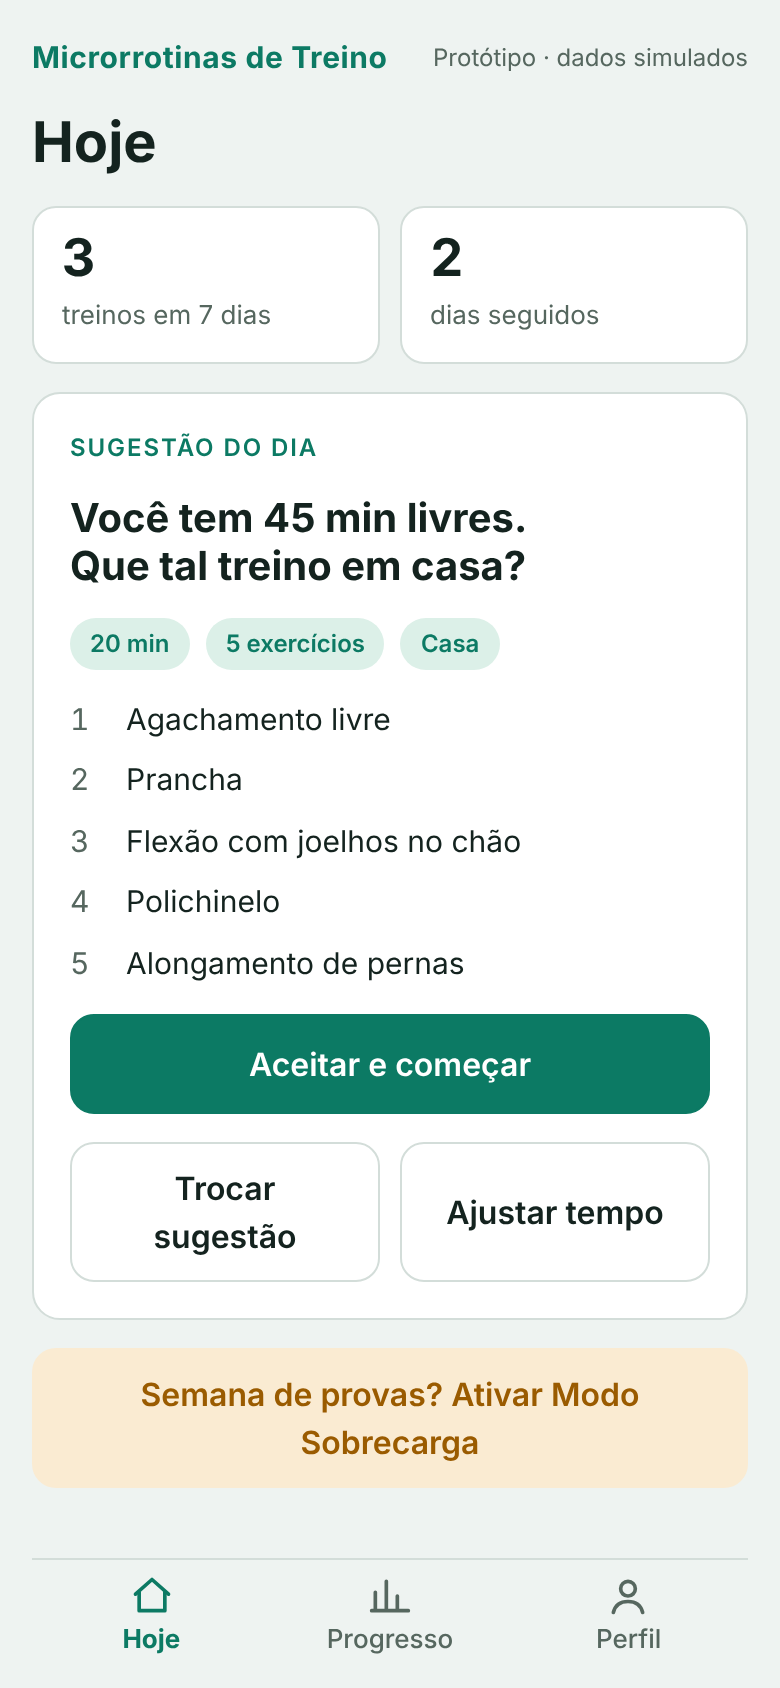 Microrrotinas de Treino
Protótipo · dados simulados
Hoje
3
treinos em 7 dias
2
dias seguidos
SUGESTÃO DO DIA
Você tem 45 min livres.
Que tal treino em casa?
20 min
5 exercícios
Casa
1 Agachamento livre
2 Prancha
3 Flexão com joelhos no chão
4 Polichinelo
5 Alongamento de pernas
Aceitar e começar
Trocar
sugestão
Ajustar tempo
Semana de provas? Ativar Modo
Sobrecarga
Hoje
Progresso
Perfil